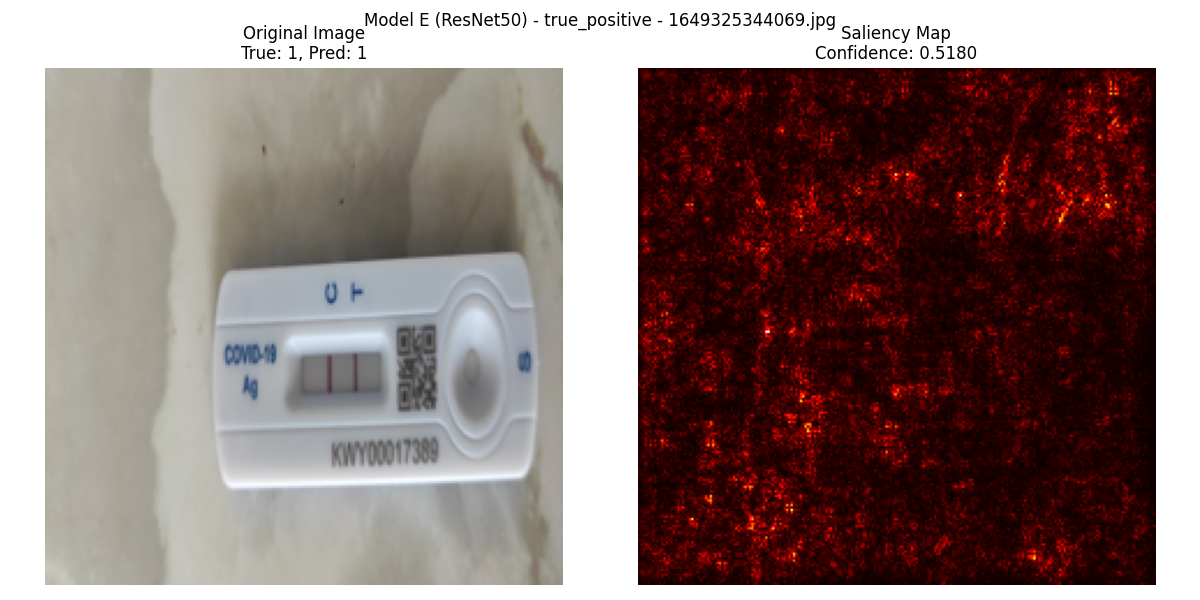 Model E (ResNet50) - true_positive - 1649325344069.jpg
Original Image
True: 1, Pred: 1
Saliency Map
Confidence: 0.5180
C T
COVID-19
Ag
S
KWY00017389